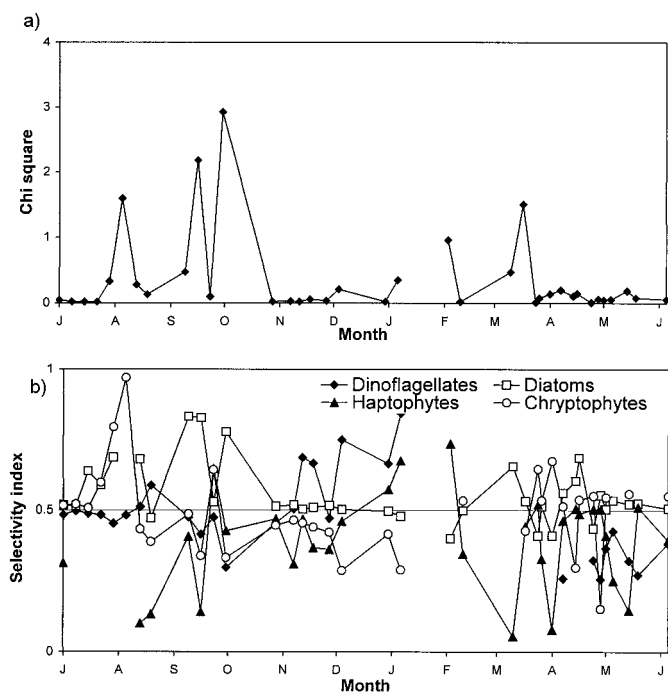 a)
4
3
2
1
0
Chi square
J A S O N D J F M A M J
Month
b)
1
0.5
0
Selectivity index
Dinoflagellates Diatoms
Haptophytes Chryptophytes
J A S O N D J F M A M J
Month